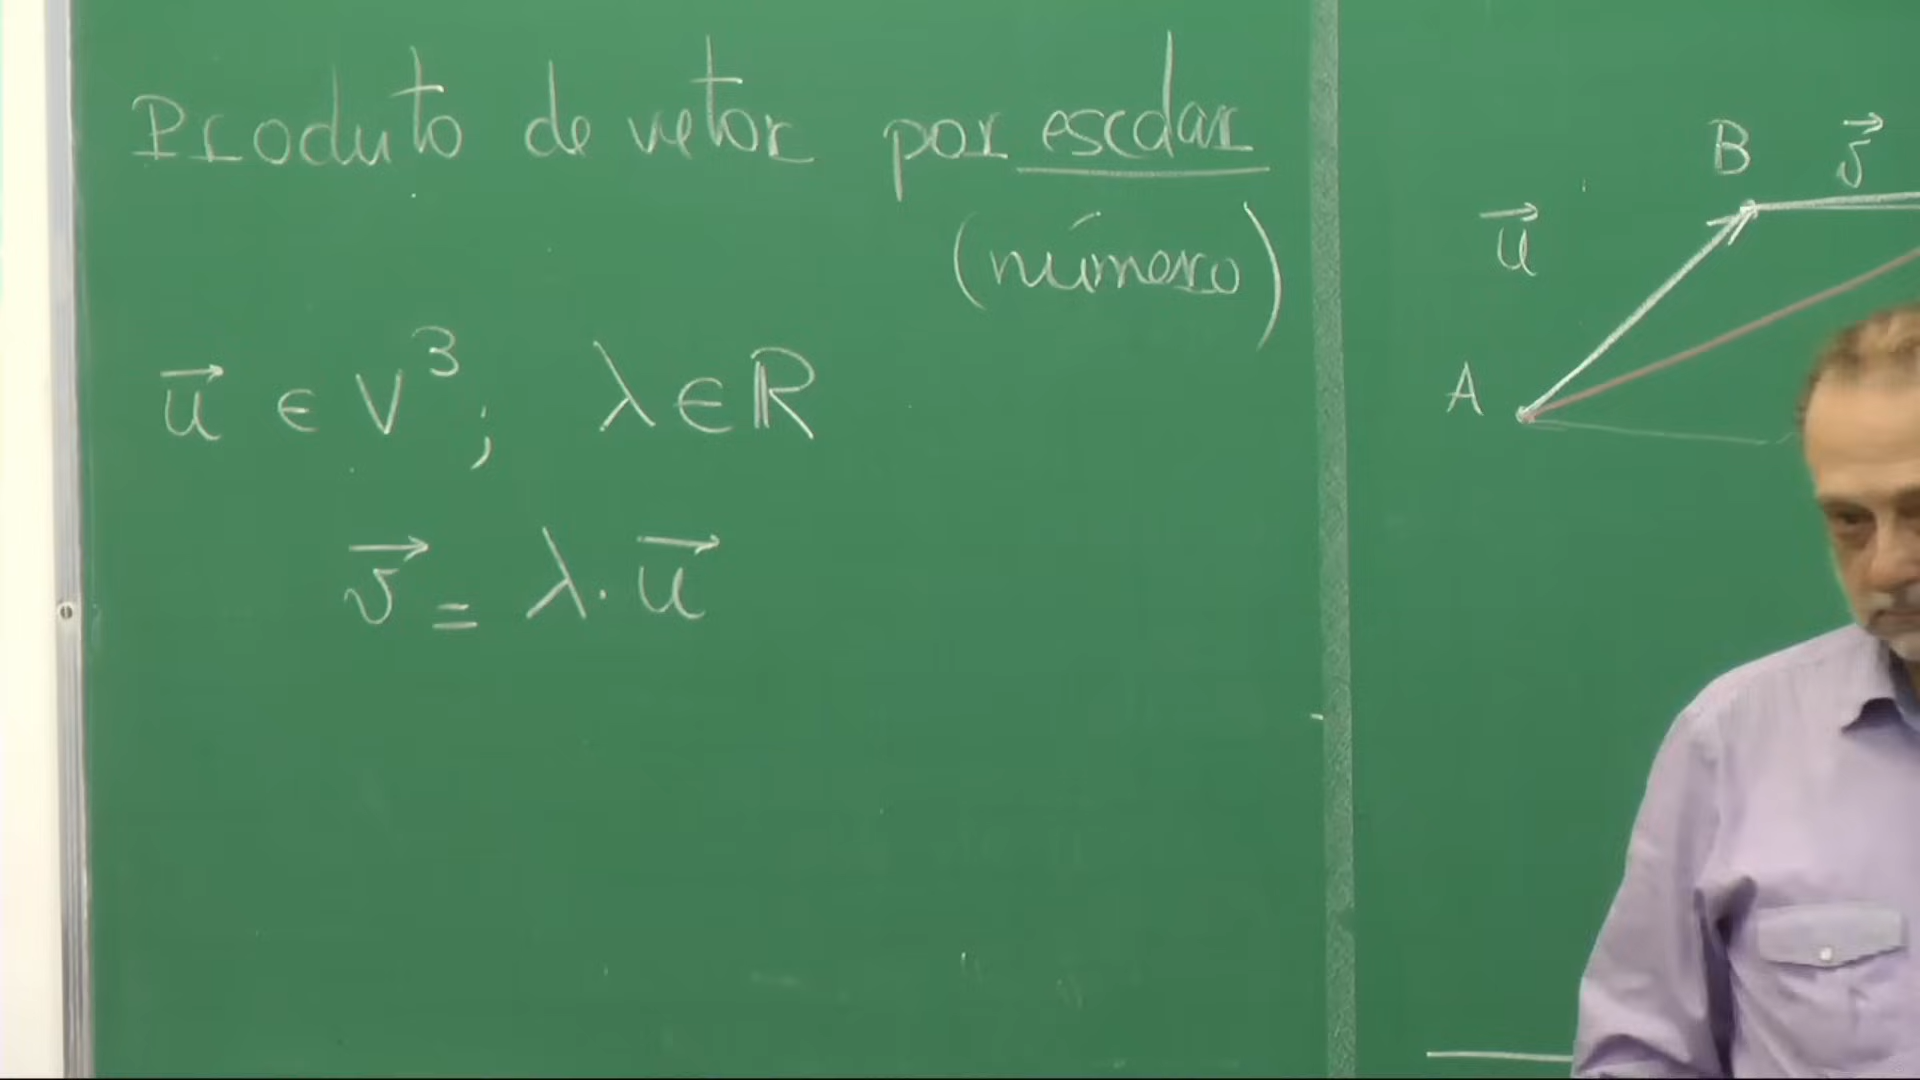 Produto de vetor por escalar
(número)
u⃗ ∈ V³; λ ∈ ℝ
v⃗ = λ · u⃗
B v⃗
u⃗
A